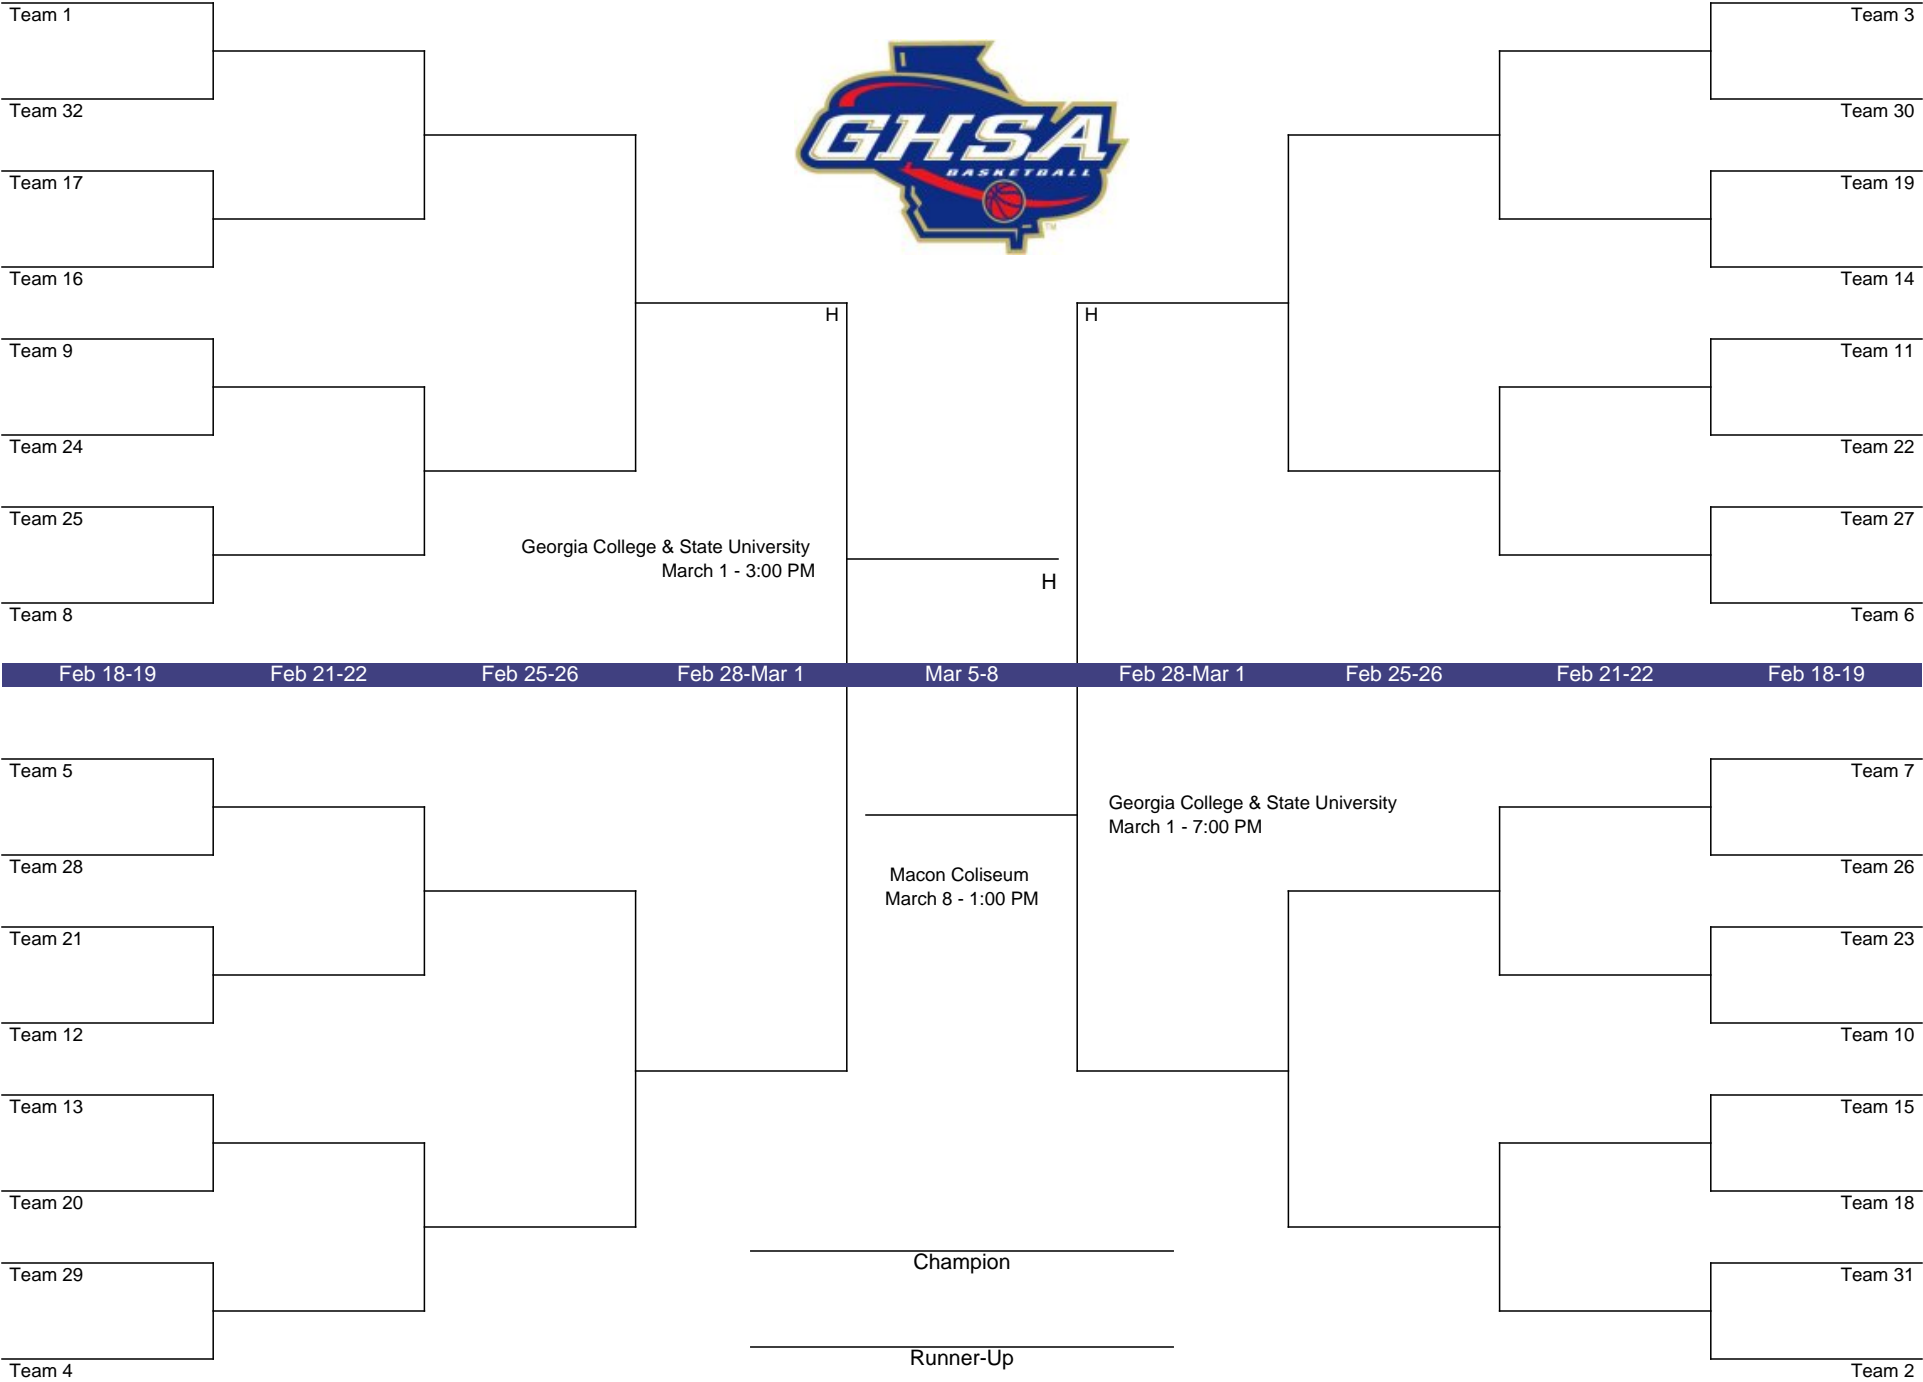 Team 1
Team 3
Team 32
Team 30
GHSA
BASKETBALL
TM
Team 17
Team 19
Team 16
Team 14
H
H
Team 9
Team 11
Team 24
Team 22
Team 25
Team 27
Georgia College & State University
March 1 - 3:00 PM
H
Team 8
Team 6
Feb 18-19 Feb 21-22 Feb 25-26 Feb 28-Mar 1 Mar 5-8 Feb 28-Mar 1 Feb 25-26 Feb 21-22 Feb 18-19
Team 5
Team 7
Georgia College & State University
March 1 - 7:00 PM
Team 28
Team 26
Macon Coliseum
March 8 - 1:00 PM
Team 21
Team 23
Team 12
Team 10
Team 13
Team 15
Team 20
Team 18
Champion
Team 29
Team 31
Runner-Up
Team 4
Team 2